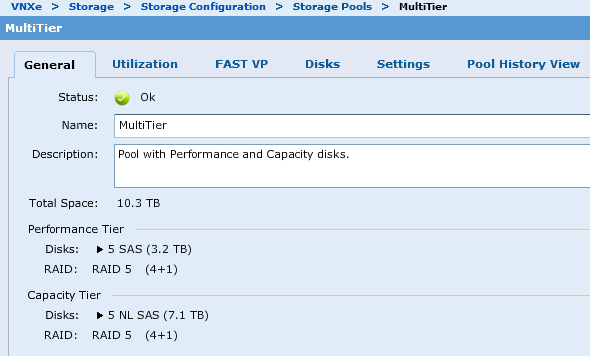 VNXe > Storage > Storage Configuration > Storage Pools > MultiTier
MultiTier
General Utilization FAST VP Disks Settings Pool History View
Status: Ok
Name: MultiTier
Description: Pool with Performance and Capacity disks.
Total Space: 10.3 TB
Performance Tier
Disks: 5 SAS (3.2 TB)
RAID: RAID 5 (4+1)
Capacity Tier
Disks: 5 NL SAS (7.1 TB)
RAID: RAID 5 (4+1)